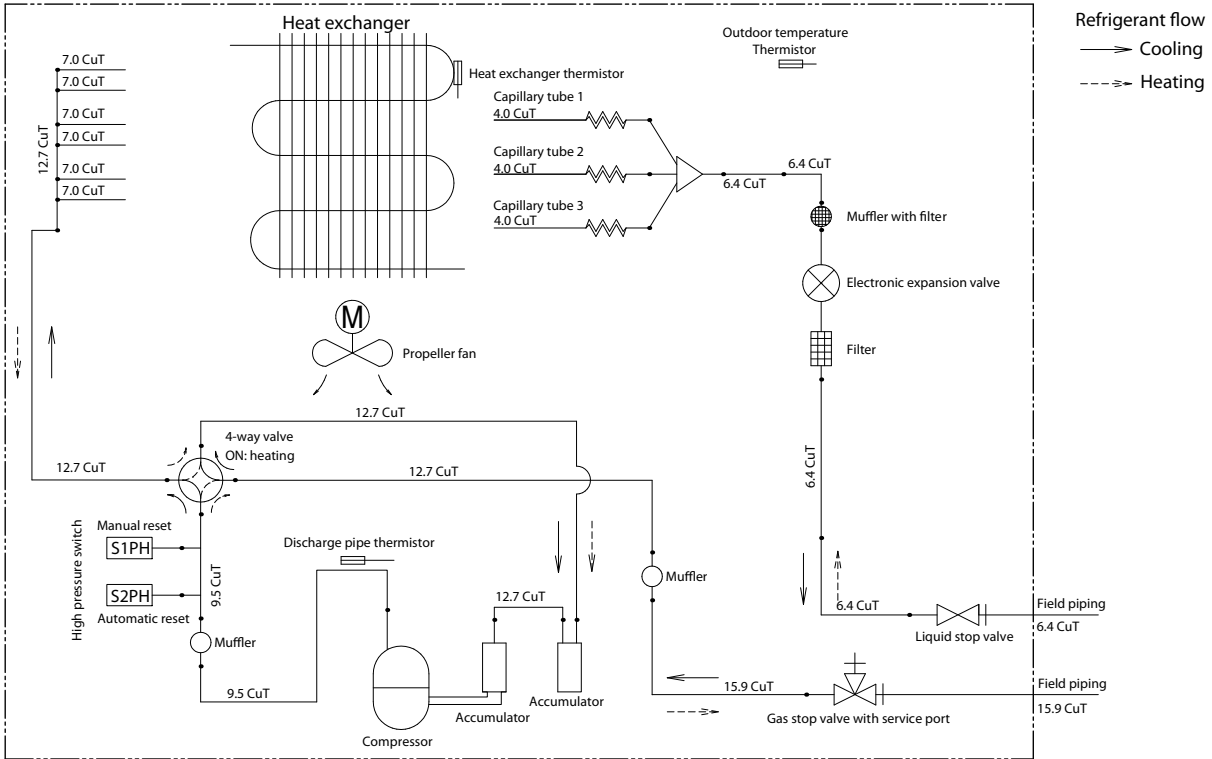 Heat exchanger
Refrigerant flow
Cooling
Heating
Outdoor temperature
Thermistor
7.0 CuT
7.0 CuT
7.0 CuT
7.0 CuT
7.0 CuT
7.0 CuT
12.7 CuT
Heat exchanger thermistor
Capillary tube 1
4.0 CuT
Capillary tube 2
4.0 CuT
Capillary tube 3
4.0 CuT
6.4 CuT
6.4 CuT
Muffler with filter
Electronic expansion valve
Filter
M
Propeller fan
12.7 CuT
4-way valve
ON: heating
12.7 CuT
12.7 CuT
6.4 CuT
High pressure switch
Manual reset
S1PH
S2PH
Automatic reset
9.5 CuT
Muffler
9.5 CuT
Discharge pipe thermistor
12.7 CuT
Compressor
Accumulator
Accumulator
Muffler
6.4 CuT
Liquid stop valve
Field piping
6.4 CuT
15.9 CuT
Gas stop valve with service port
Field piping
15.9 CuT